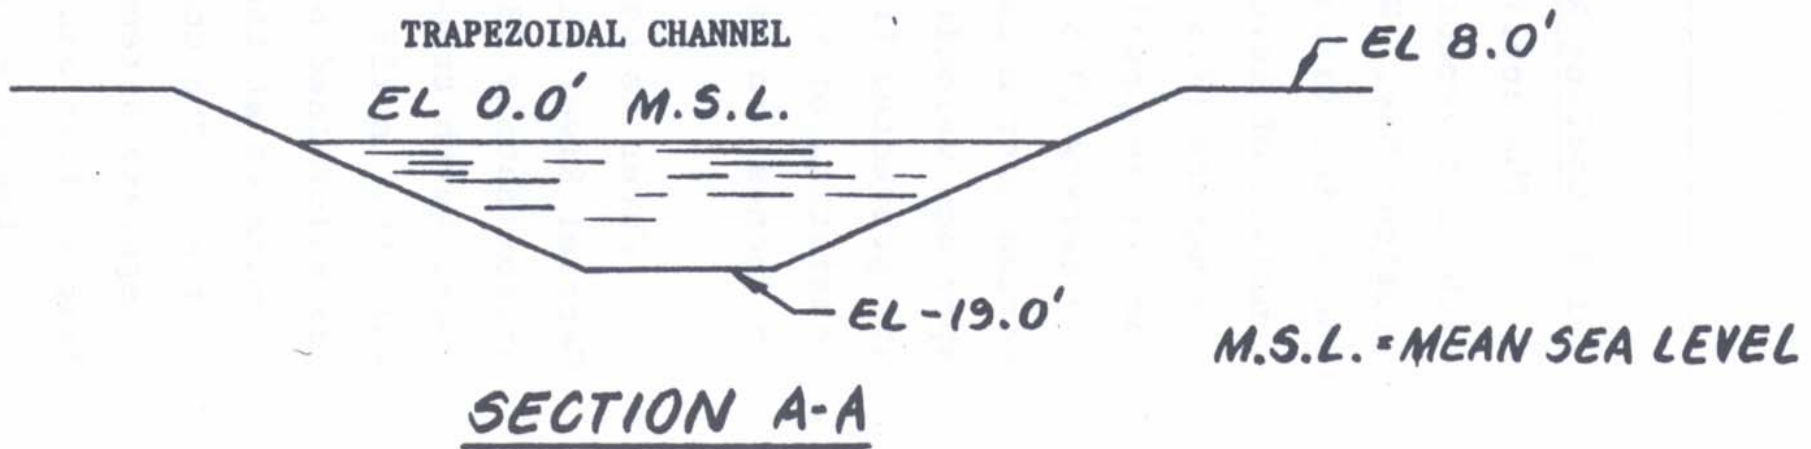 TRAPEZOIDAL CHANNEL
EL 8.0'
EL 0.0' M.S.L.
EL -19.0'
M.S.L. = MEAN SEA LEVEL
SECTION A-A